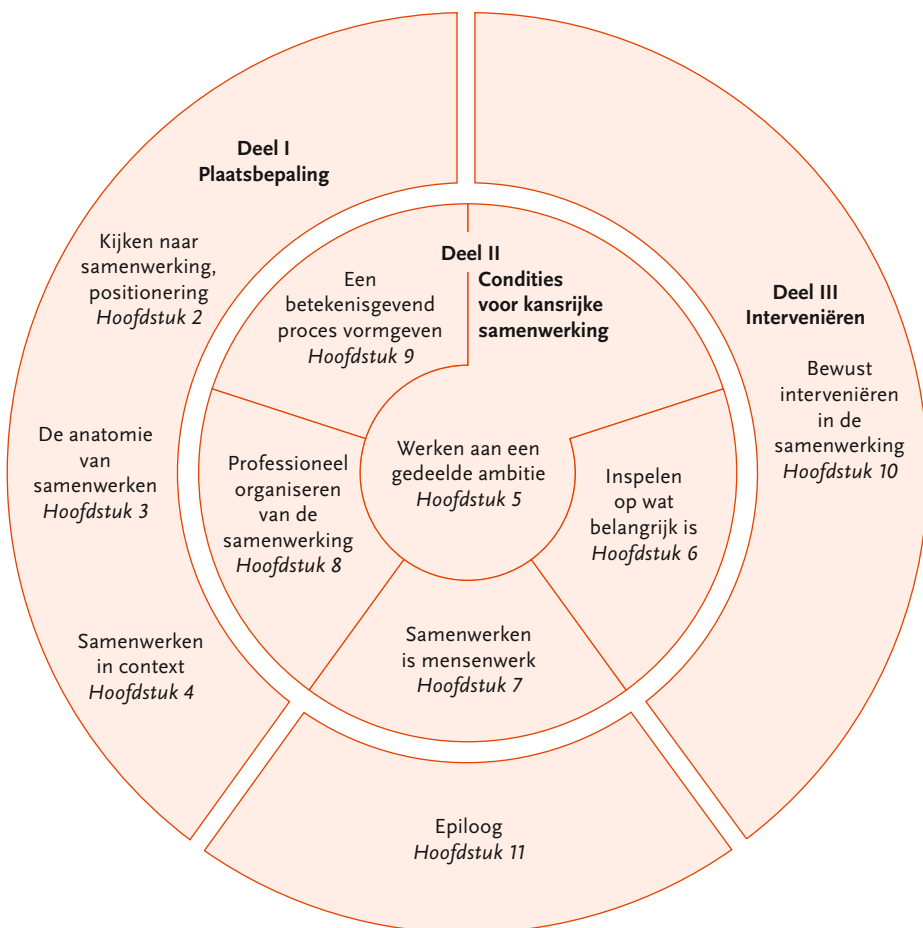 Deel I
Plaatsbepaling
Kijken naar
samenwerking,
positionering
Hoofdstuk 2
De anatomie
van
samenwerken
Hoofdstuk 3
Samenwerken
in context
Hoofdstuk 4
Deel II
Condities
voor kansrijke
samenwerking
Werken aan een
gedeelde ambitie
Hoofdstuk 5
Inspelen
op wat
belangrijk is
Hoofdstuk 6
Samenwerken
is mensenwerk
Hoofdstuk 7
Professioneel
organiseren
van de
samenwerking
Hoofdstuk 8
Een
betekenisgevend
proces vormgeven
Hoofdstuk 9
Deel III
Interveniëren
Bewust
interveniëren
in de
samenwerking
Hoofdstuk 10
Epiloog
Hoofdstuk 11